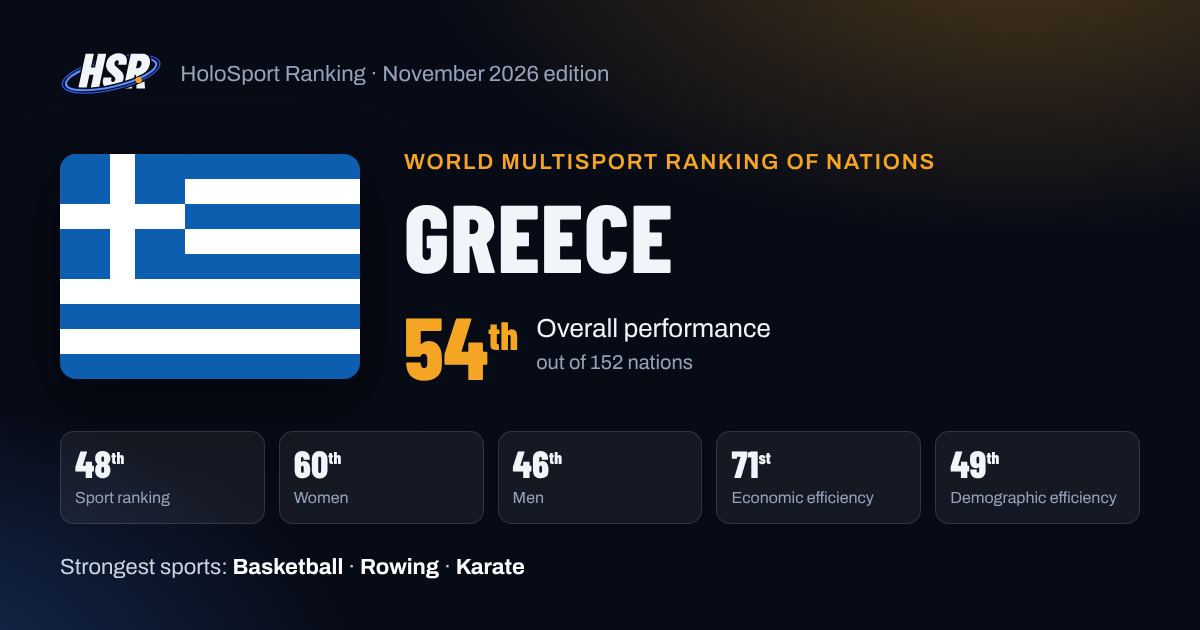 HSR
HoloSport Ranking · November 2026 edition
WORLD MULTISPORT RANKING OF NATIONS
GREECE
54th
Overall performance
out of 152 nations
48th
Sport ranking
60th
Women
46th
Men
71st
Economic efficiency
49th
Demographic efficiency
Strongest sports: Basketball · Rowing · Karate